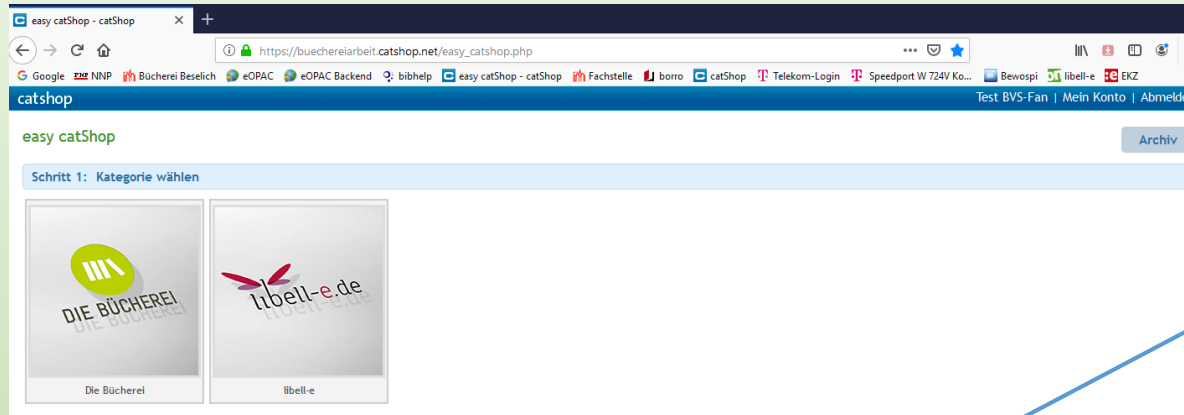 easy catShop - catShop
https://buechereiarbeit.catshop.net/easy_catshop.php
Google NNP Bücherei Beselich eOPAC eOPAC Backend bibhelp easy catShop - catShop Fachstelle borro catShop Telekom-Login Speedport W 724V Ko... Bewospi libell-e EKZ
catshop Test BVS-Fan | Mein Konto | Abmelde
easy catShop Archiv
Schritt 1: Kategorie wählen
DIE BÜCHEREI libell-e.de
Die Bücherei libell-e